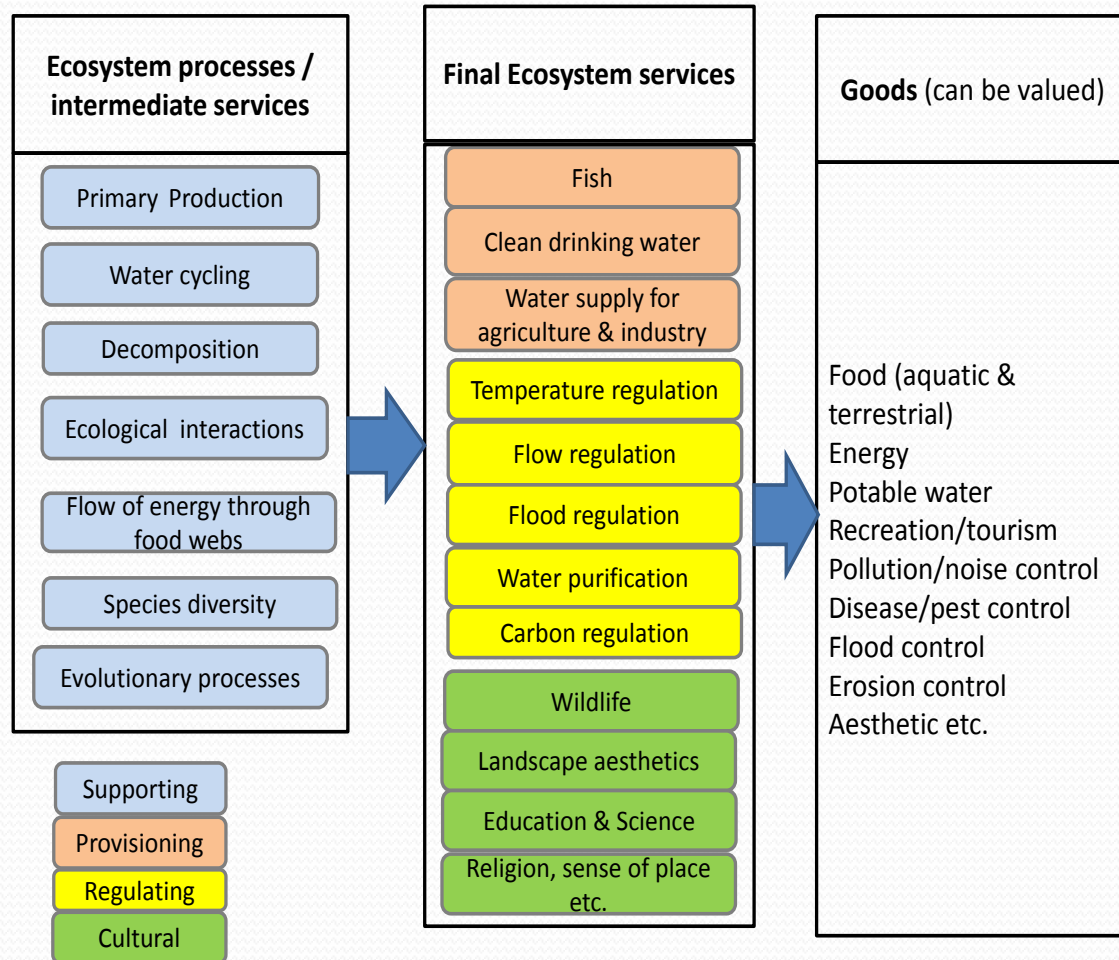 Ecosystem processes /
intermediate services
Primary Production
Water cycling
Decomposition
Ecological interactions
Flow of energy through
food webs
Species diversity
Evolutionary processes
Supporting
Provisioning
Regulating
Cultural
Final Ecosystem services
Fish
Clean drinking water
Water supply for
agriculture & industry
Temperature regulation
Flow regulation
Flood regulation
Water purification
Carbon regulation
Wildlife
Landscape aesthetics
Education & Science
Religion, sense of place
etc.
Goods (can be valued)
Food (aquatic &
terrestrial)
Energy
Potable water
Recreation/tourism
Pollution/noise control
Disease/pest control
Flood control
Erosion control
Aesthetic etc.